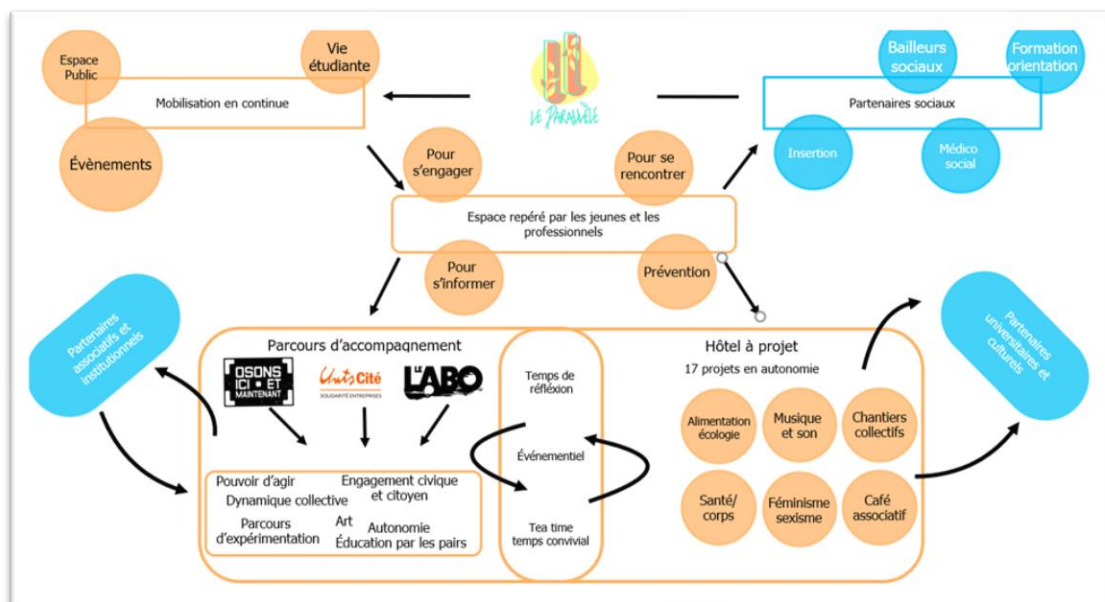 Espace
Public
Vie
étudiante
Mobilisation en continue
Évènements
LE PARALLÈLE
Bailleurs
sociaux
Formation
orientation
Partenaires sociaux
Insertion
Médico
social
Pour
s'engager
Pour se
rencontrer
Espace repéré par les jeunes et les
professionnels
Pour
s'informer
Prévention
Partenaires
associatifs et
institutionnels
Partenaires
universitaires et
culturels
Parcours d'accompagnement
OSONS
ICI ET
MAINTENANT
Unis Cité
SOLIDARITÉ ENTREPRISES
LE
L'ABO
Pouvoir d'agir
Engagement civique
et citoyen
Dynamique collective
Parcours
d'expérimentation
Art
Autonomie
Éducation par les pairs
Temps de
réfléxion
Événementiel
Tea time
temps convivial
Hôtel à projet
17 projets en autonomie
Alimentation
écologie
Musique
et son
Chantiers
collectifs
Santé/
corps
Féminisme
sexisme
Café
associatif